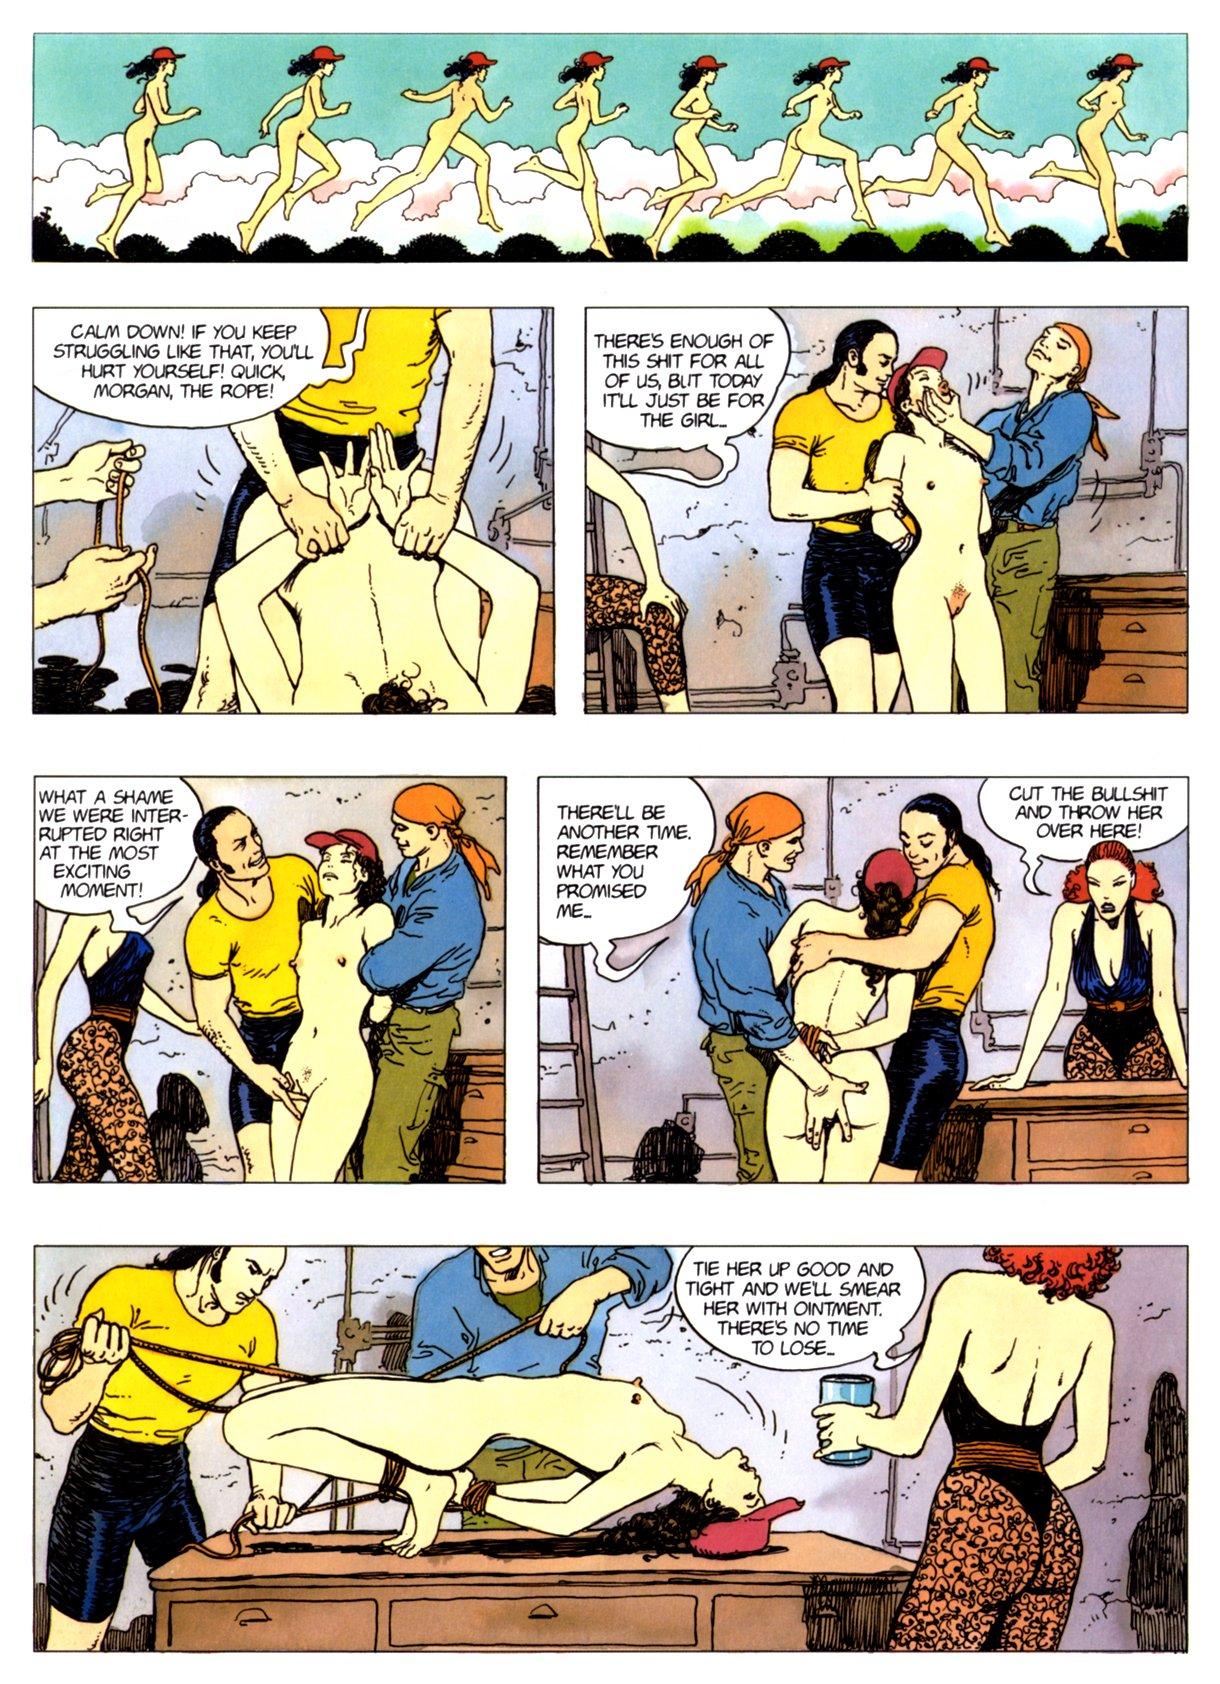 CALM DOWN! IF YOU KEEP
STRUGGLING LIKE THAT, YOU'LL
HURT YOURSELF! QUICK,
MORGAN, THE ROPE!
THERE'S ENOUGH OF
THIS SHIT FOR ALL
OF US, BUT TODAY
IT'LL JUST BE FOR
THE GIRL...
WHAT A SHAME
WE WERE INTER-
RUPTED RIGHT
AT THE MOST
EXCITING
MOMENT!
THERE'LL BE
ANOTHER TIME.
REMEMBER
WHAT YOU
PROMISED
ME...
CUT THE BULLSHIT
AND THROW HER
OVER HERE!
TIE HER UP GOOD AND
TIGHT AND WE'LL SMEAR
HER WITH OINTMENT.
THERE'S NO TIME
TO LOSE...